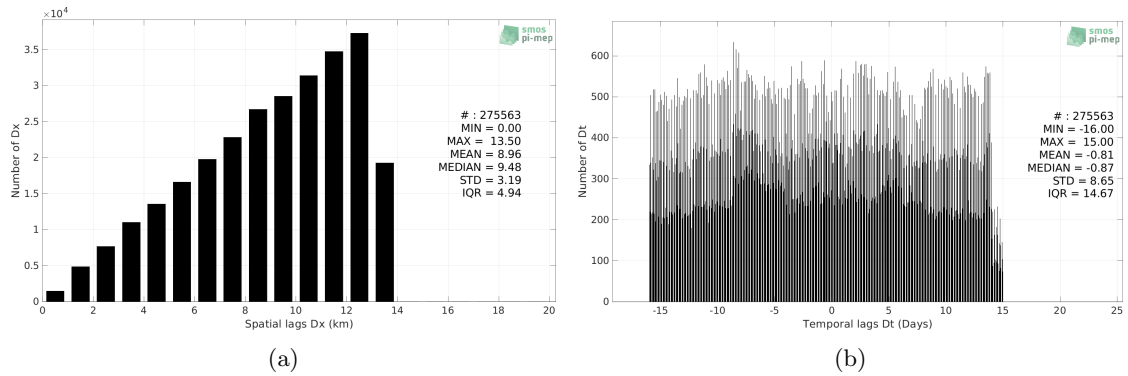 ×10⁴
3.5
3
2.5
2
1.5
1
0.5
0
Number of Dx
0 2 4 6 8 10 12 14 16 18 20
Spatial lags Dx (km)
smos
pi-mep
# : 275563
MIN = 0.00
MAX = 13.50
MEAN = 8.96
MEDIAN = 9.48
STD = 3.19
IQR = 4.94
(a)
600
500
400
300
200
100
0
Number of Dt
-15 -10 -5 0 5 10 15 20 25
Temporal lags Dt (Days)
smos
pi-mep
# : 275563
MIN = -16.00
MAX = 15.00
MEAN = -0.81
MEDIAN = -0.87
STD = 8.65
IQR = 14.67
(b)